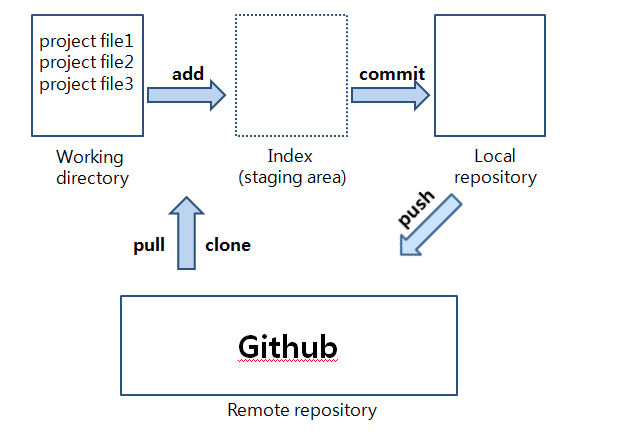 project file1
project file2
project file3
add
commit
Working
directory
Index
(staging area)
Local
repository
push
pull
clone
Github
Remote repository